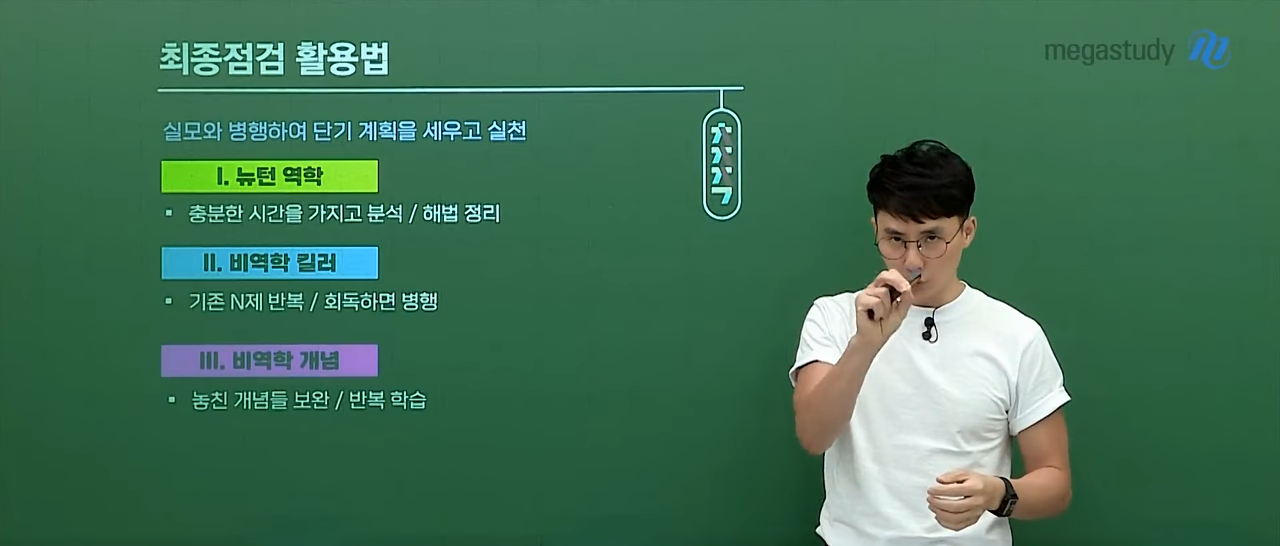 최종점검 활용법
megastudy
실모와 병행하여 단기 계획을 세우고 실천
I. 뉴턴 역학
▪ 충분한 시간을 가지고 분석 / 해법 정리
II. 비역학 킬러
▪ 기존 N제 반복 / 회독하면 병행
III. 비역학 개념
▪ 놓친 개념들 보완 / 반복 학습